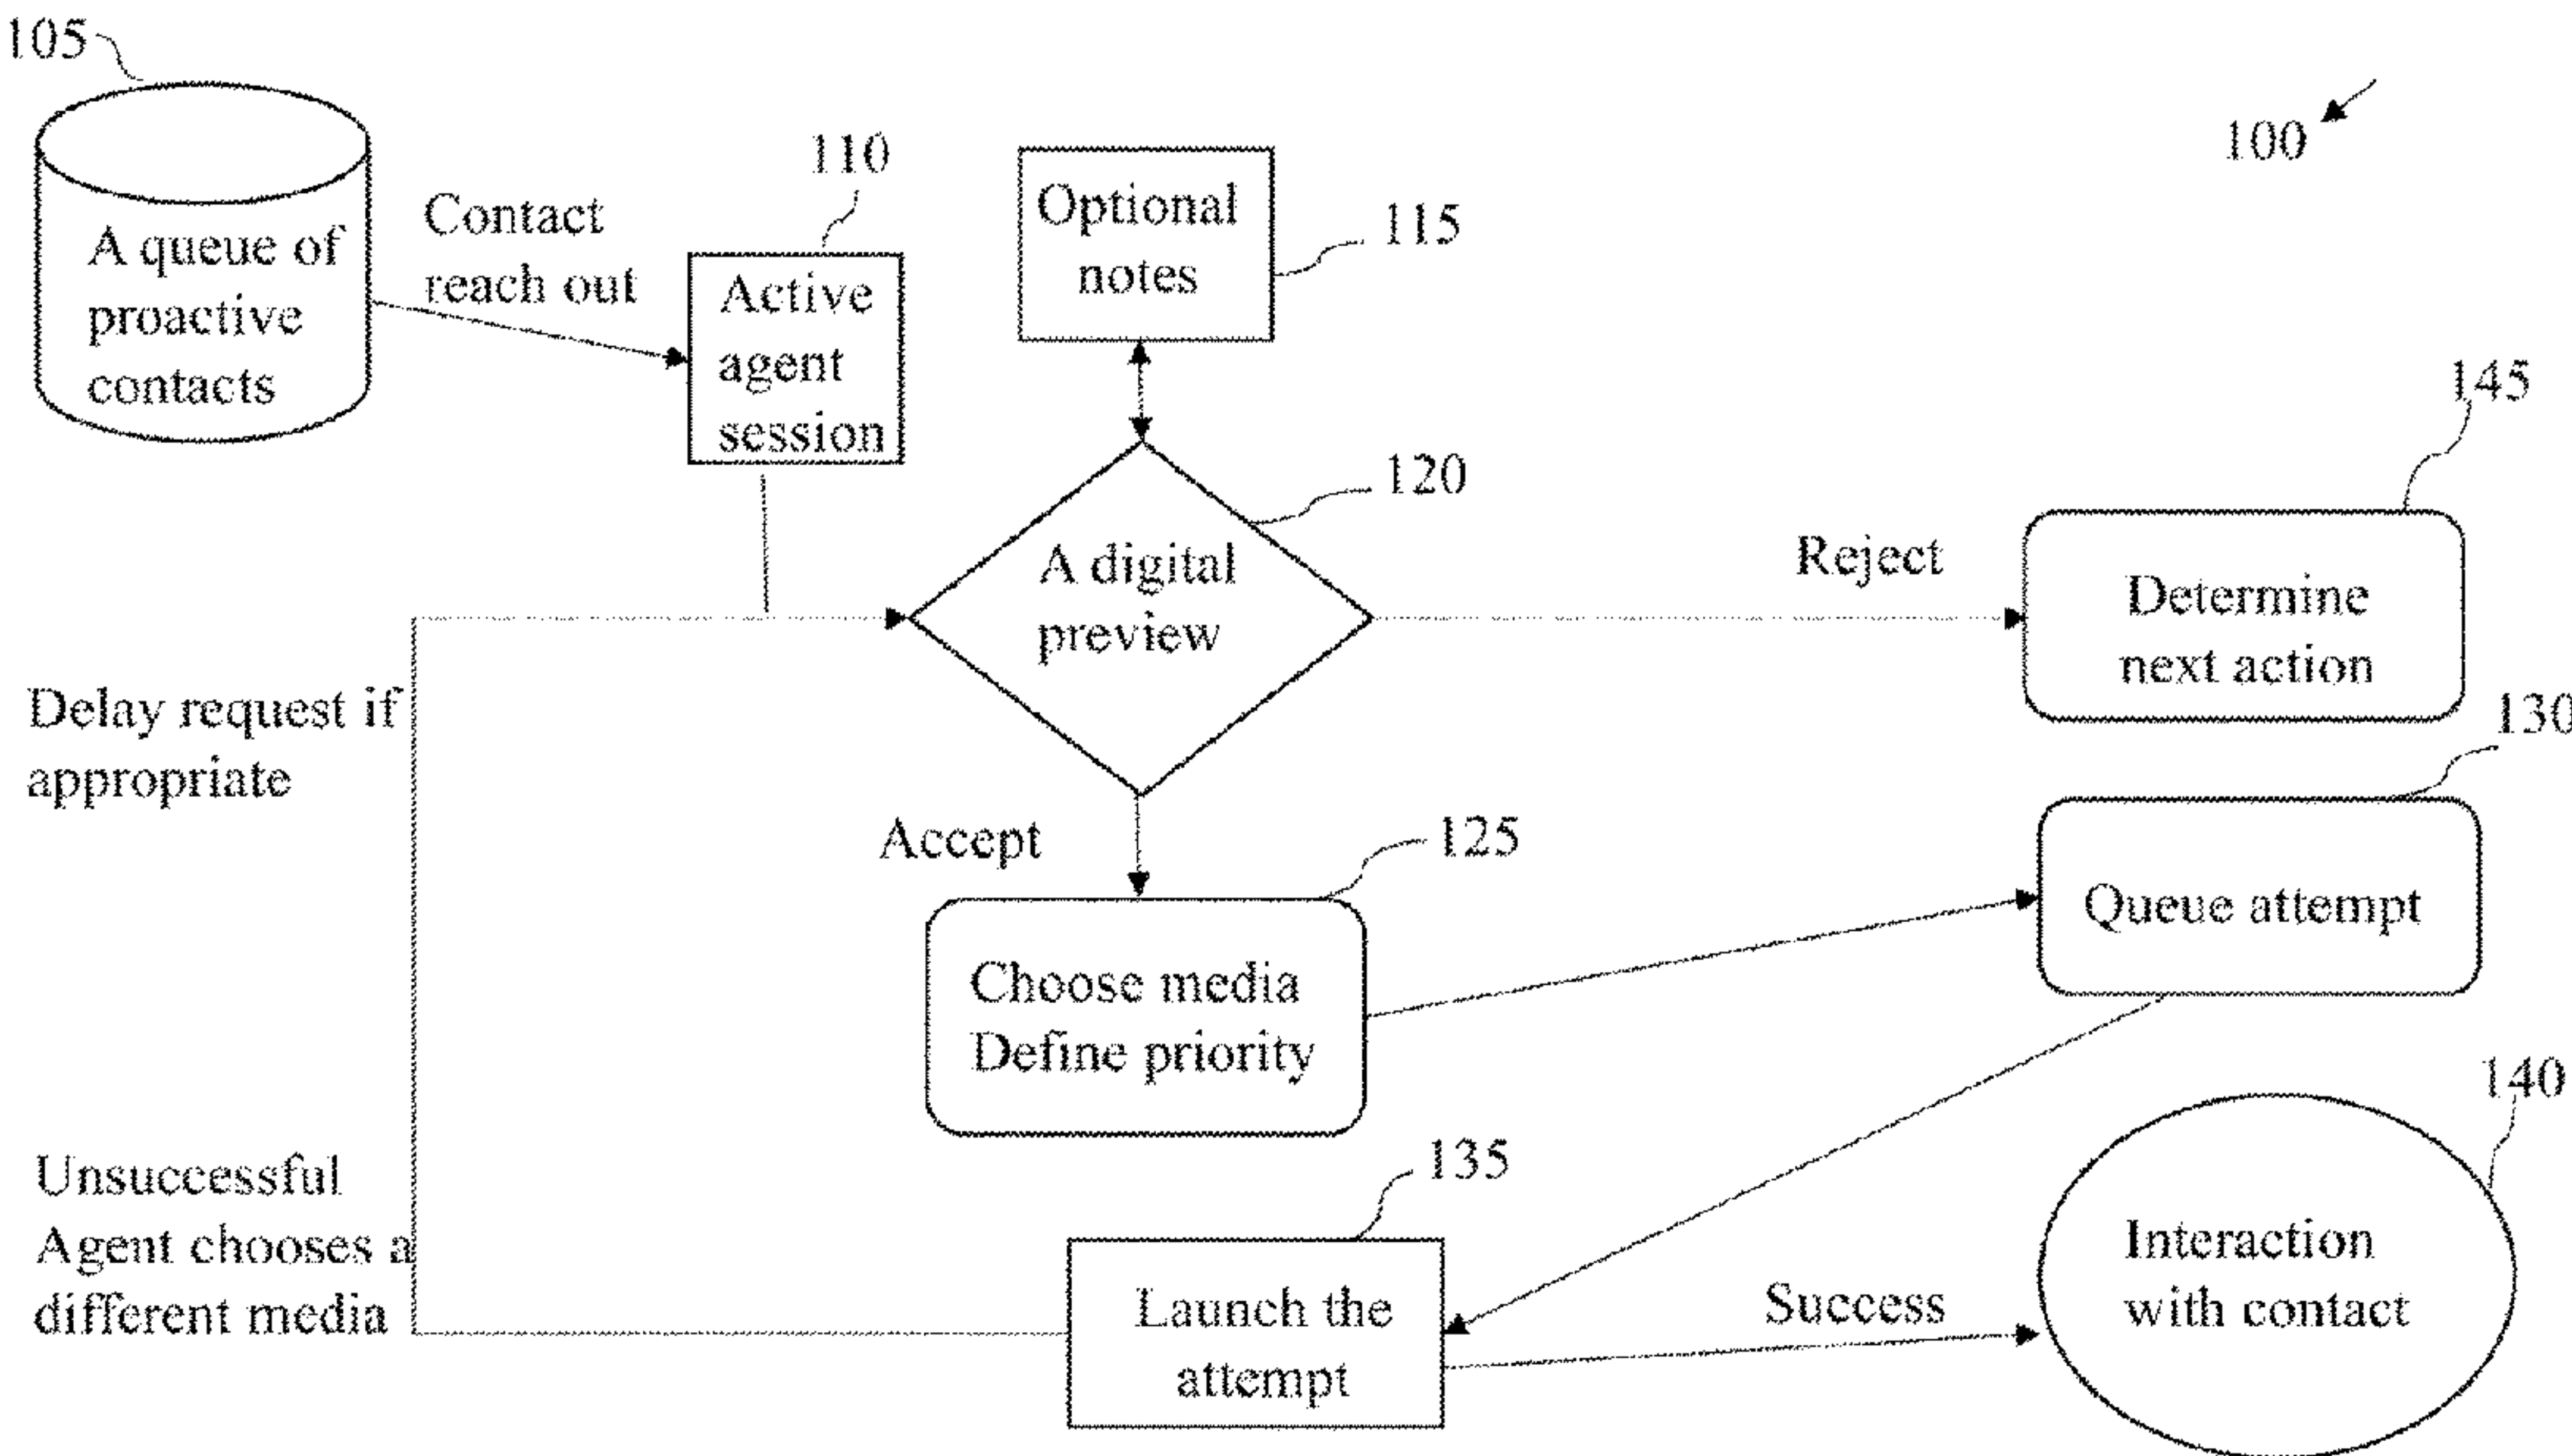 105
A queue of
proactive
contacts
Contact
reach out
110
Active
agent
session
Optional
notes
115
100
120
A digital
preview
Reject
145
Determine
next action
Delay request if
appropriate
Accept
125
Choose media
Define priority
130
Queue attempt
Unsuccessful
Agent chooses a
different media
135
Launch the
attempt
Success
140
Interaction
with contact